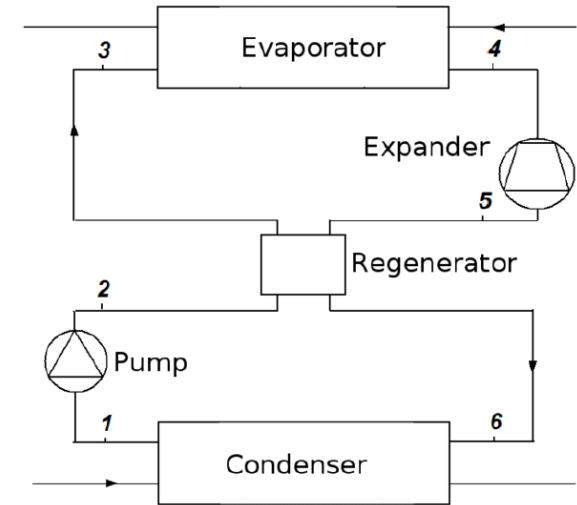 Evaporator
3
4
Expander
5
Regenerator
2
Pump
1
6
Condenser